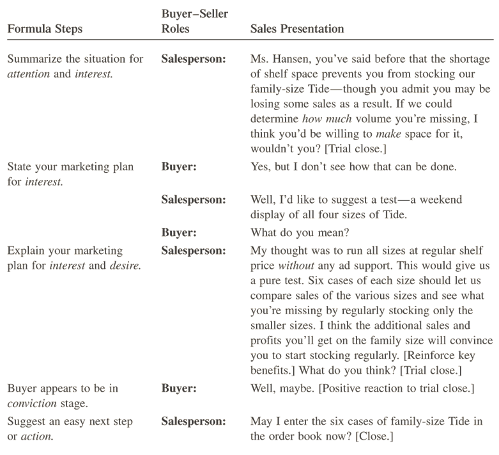 Buyer–Seller
Formula Steps Roles Sales Presentation
Summarize the situation for Salesperson: Ms. Hansen, you've said before that the shortage
attention and interest. of shelf space prevents you from stocking our
family-size Tide—though you admit you may be
losing some sales as a result. If we could
determine how much volume you're missing, I
think you'd be willing to make space for it,
wouldn't you? [Trial close.]
State your marketing plan Buyer: Yes, but I don't see how that can be done.
for interest.
Salesperson: Well, I'd like to suggest a test—a weekend
display of all four sizes of Tide.
Buyer: What do you mean?
Explain your marketing Salesperson: My thought was to run all sizes at regular shelf
plan for interest and desire. price without any ad support. This would give us
a pure test. Six cases of each size should let us
compare sales of the various sizes and see what
you're missing by regularly stocking only the
smaller sizes. I think the additional sales and
profits you'll get on the family size will convince
you to start stocking regularly. [Reinforce key
benefits.] What do you think? [Trial close.]
Buyer appears to be in Buyer: Well, maybe. [Positive reaction to trial close.]
conviction stage.
Suggest an easy next step Salesperson: May I enter the six cases of family-size Tide in
or action. the order book now? [Close.]